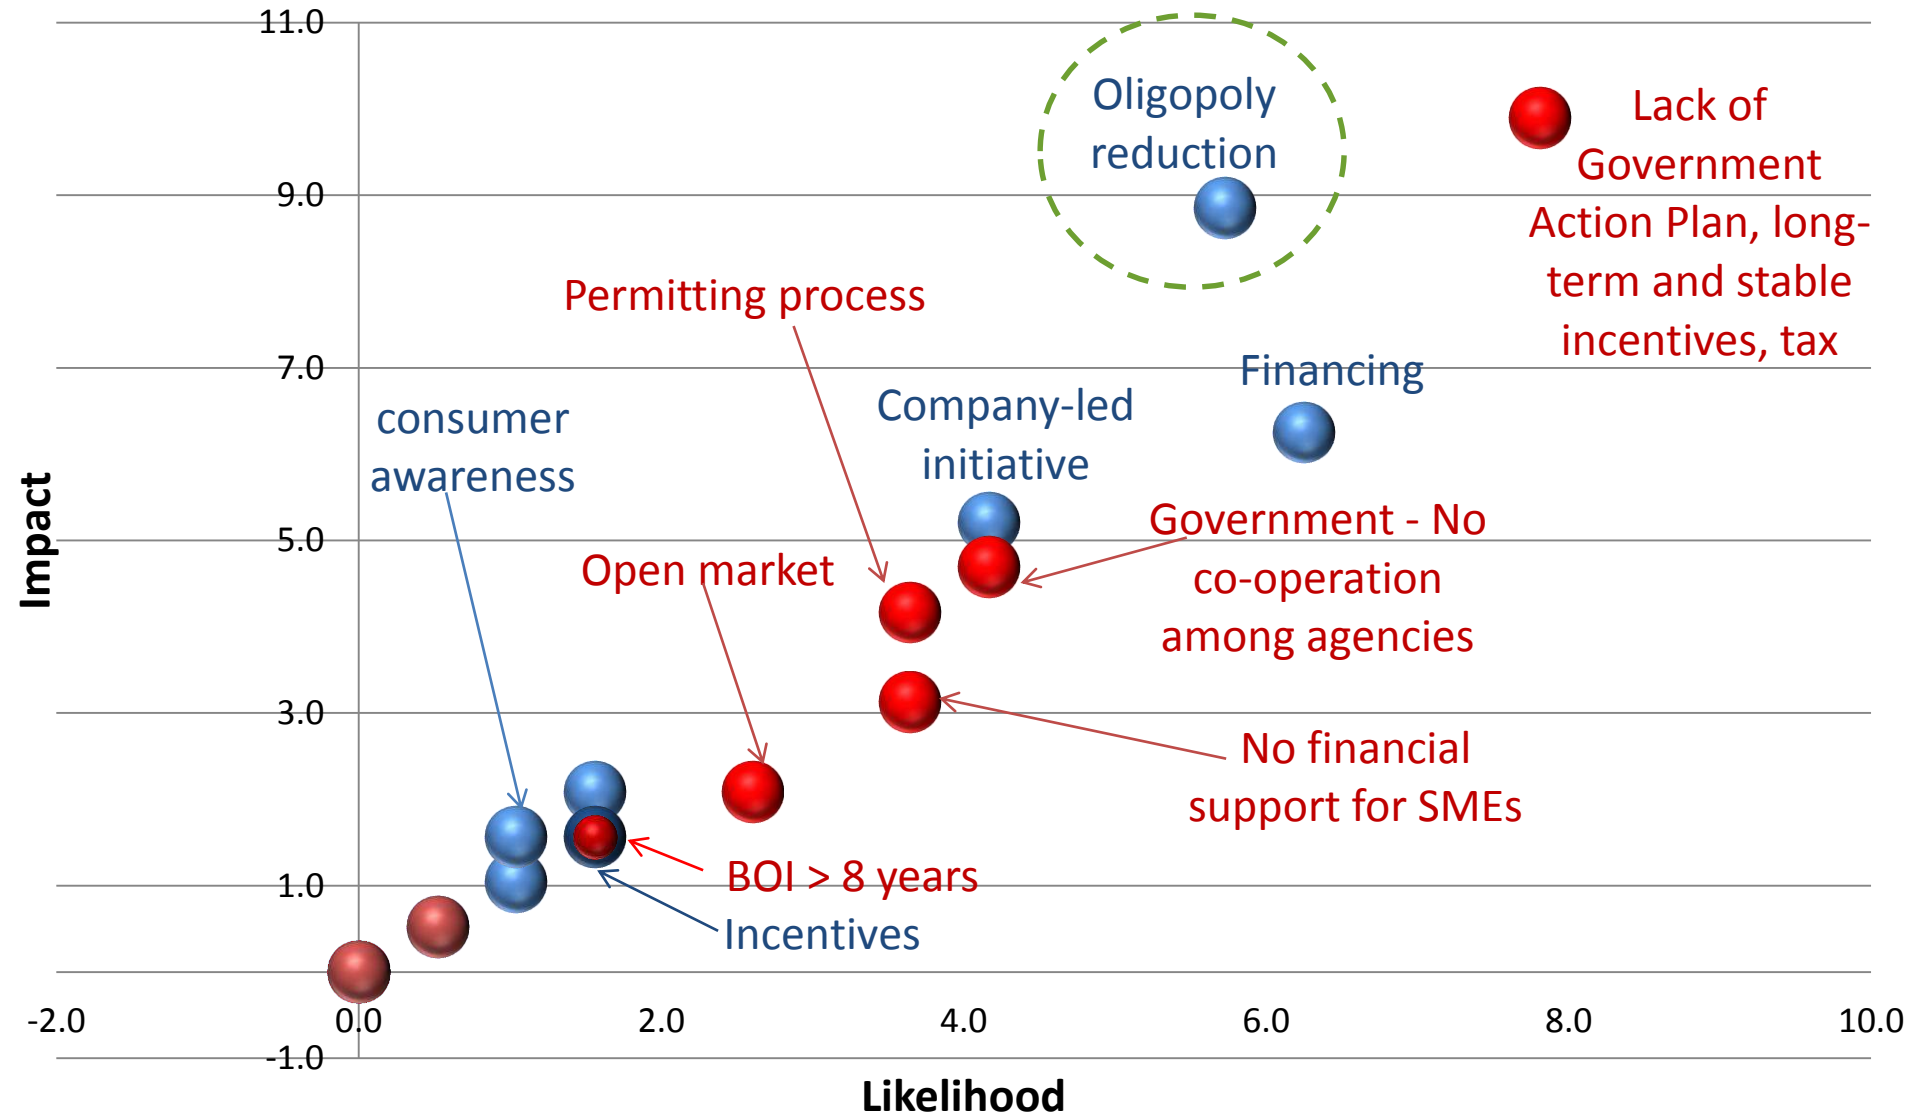 11.0
Oligopoly
reduction
Lack of
Government
Action Plan, long-
term and stable
incentives, tax
9.0
Permitting process
7.0
Financing
consumer
awareness
Company-led
initiative
Impact
5.0
Government - No
co-operation
among agencies
Open market
3.0
No financial
support for SMEs
BOI > 8 years
1.0
Incentives
-2.0
0.0
2.0
4.0
6.0
8.0
10.0
-1.0
Likelihood